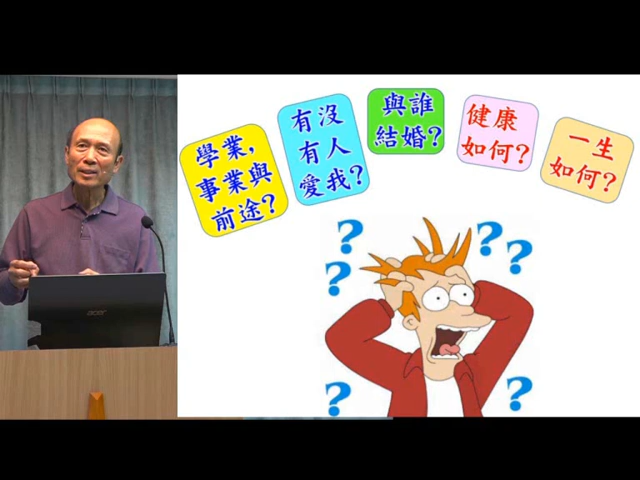 學業,
事業與
前途?
有沒
有人
愛我?
與誰
結婚?
健康
如何?
一生
如何?
?
?
?
?
?
?
acer